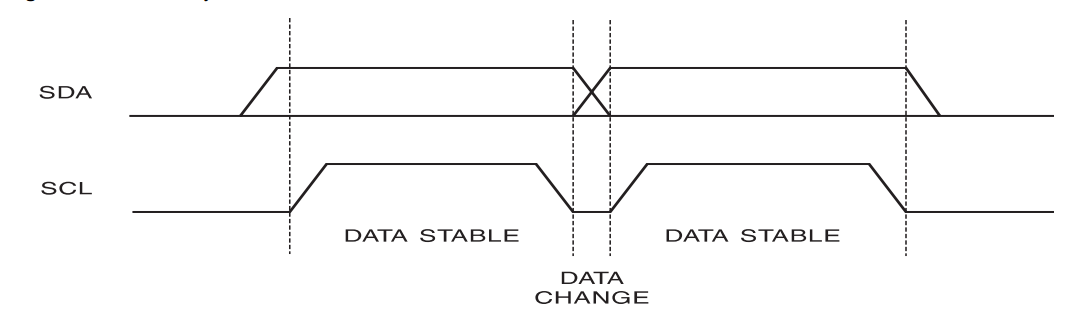 SDA
SCL
DATA STABLE
DATA STABLE
DATA
CHANGE